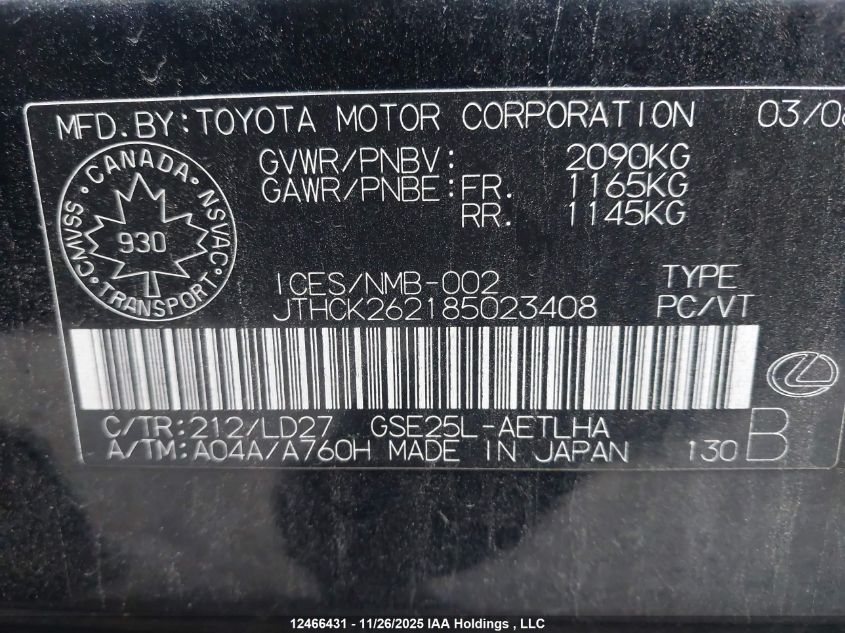 MFD.BY:TOYOTA MOTOR CORPORATION 03/08
GVWR/PNBV: 2090KG
GAWR/PNBE:FR. 1165KG
RR. 1145KG
CANADA
CMVSS NSVAC
930
TRANSPORT
ICES/NMB-002 TYPE
JTHCK262185023408 PC/VT
C/TR:212/LD27 GSE25L-AETLHA
A/TM:A04A/A760H MADE IN JAPAN 130 B
12466431 - 11/26/2025 IAA Holdings , LLC